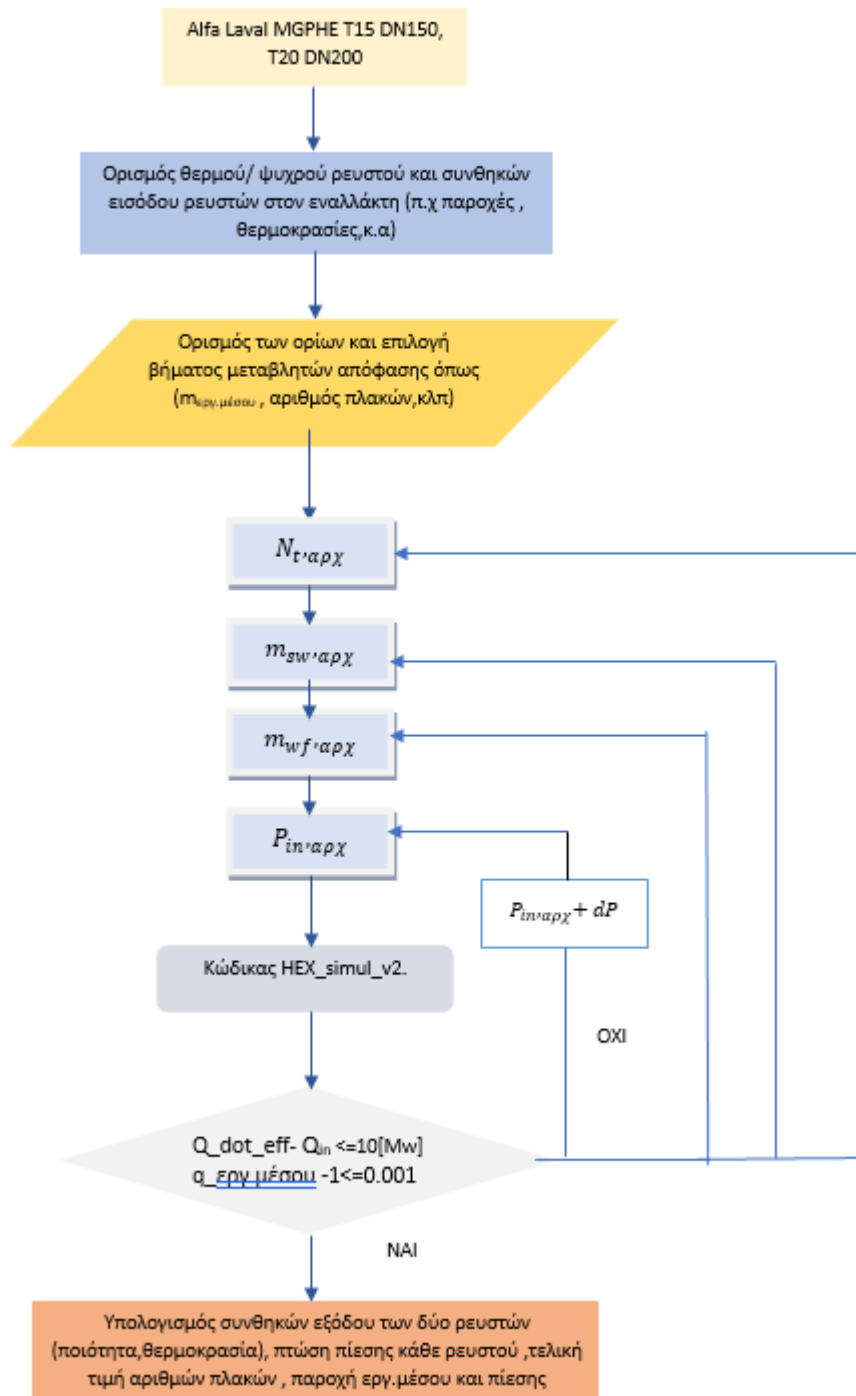 Alfa Laval MGPHE T15 DN150,
T20 DN200
Ορισμός θερμού/ ψυχρού ρευστού και συνθηκών
εισόδου ρευστών στον εναλλάκτη (π.χ παροχές ,
θερμοκρασίες,κ.α)
Ορισμός των ορίων και επιλογή
βήματος μεταβλητών απόφασης όπως
(mεργ.μέσου , αριθμός πλακών,κλπ)
Nt,αρχ
msw,αρχ
mwf,αρχ
Pin,αρχ
Pin,αρχ+ dP
Κώδικας HEX_simul_v2.
ΟΧΙ
Q_dot_eff- Qin <=10[Mw]
q_εργ.μέσου -1<=0.001
ΝΑΙ
Υπολογισμός συνθηκών εξόδου των δύο ρευστών
(ποιότητα,θερμοκρασία), πτώση πίεσης κάθε ρευστού ,τελική
τιμή αριθμών πλακών , παροχή εργ.μέσου και πίεσης